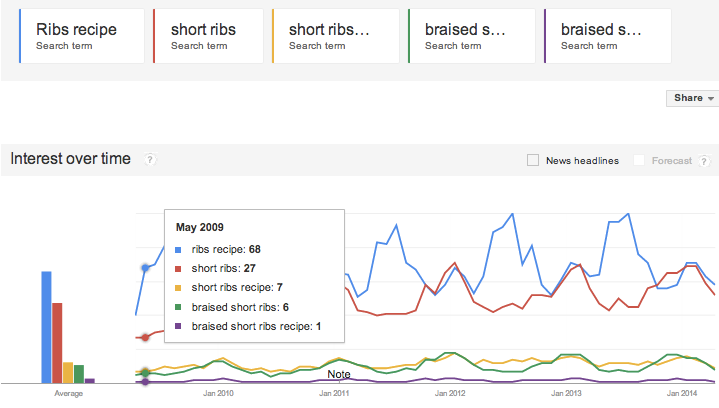 Ribs recipe
Search term
short ribs
Search term
short ribs...
Search term
braised s...
Search term
braised s...
Search term
Share
Interest over time
?
News headlines
Forecast
?
May 2009
ribs recipe: 68
short ribs: 27
short ribs recipe: 7
braised short ribs: 6
braised short ribs recipe: 1
Note
Average
Jan 2010
Jan 2011
Jan 2012
Jan 2013
Jan 2014